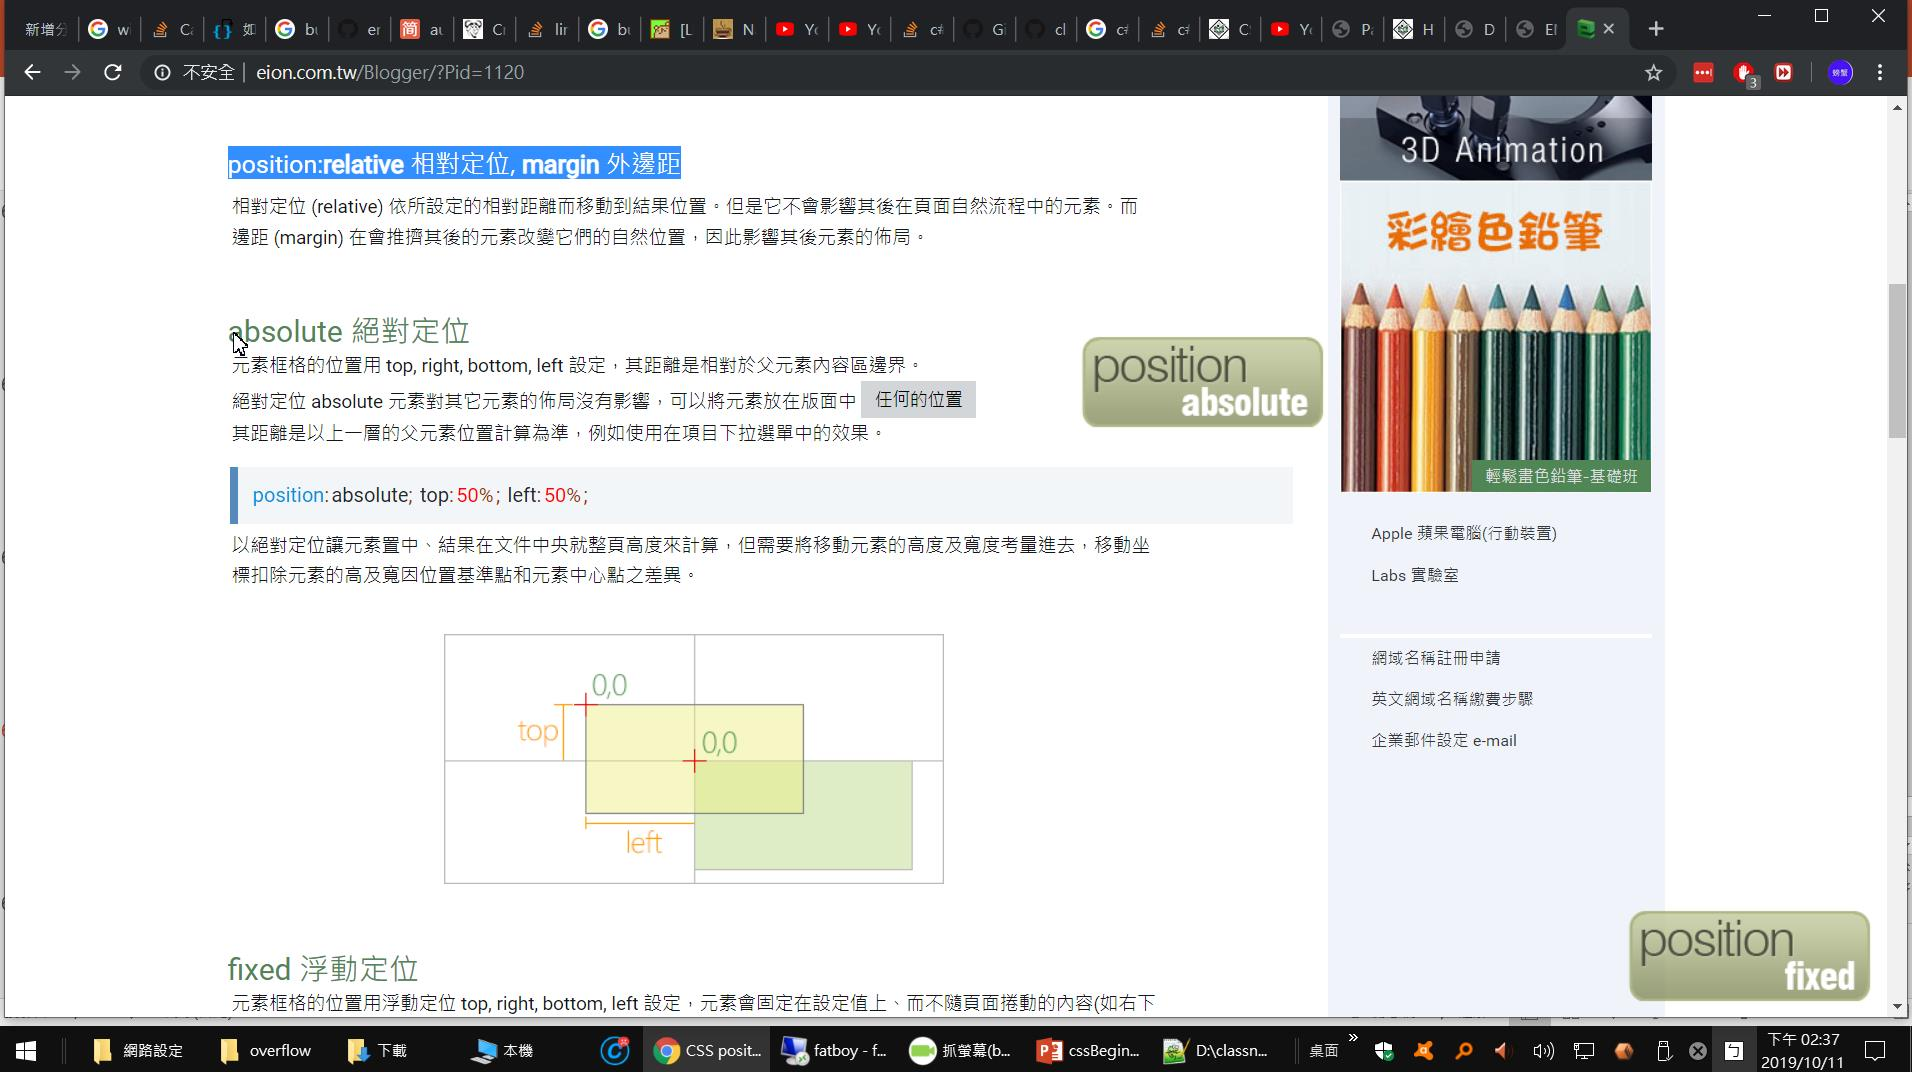 新增分
如
簡
[L
不安全 | eion.com.tw/Blogger/?Pid=1120
3
螃蟹
position:relative 相對定位, margin 外邊距
相對定位 (relative) 依所設定的相對距離而移動到結果位置。但是它不會影響其後在頁面自然流程中的元素。而
邊距 (margin) 在會推擠其後的元素改變它們的自然位置，因此影響其後元素的佈局。
absolute 絕對定位
元素框格的位置用 top, right, bottom, left 設定，其距離是相對於父元素內容區邊界。
絕對定位 absolute 元素對其它元素的佈局沒有影響，可以將元素放在版面中 任何的位置
其距離是以上一層的父元素位置計算為準，例如使用在項目下拉選單中的效果。
position absolute
position:absolute; top:50%; left:50%;
以絕對定位讓元素置中、結果在文件中央就整頁高度來計算，但需要將移動元素的高度及寬度考量進去，移動坐
標扣除元素的高及寬因位置基準點和元素中心點之差異。
0,0
top
0,0
left
fixed 浮動定位
元素框格的位置用浮動定位 top, right, bottom, left 設定，元素會固定在設定值上、而不隨頁面捲動的內容(如右下
3D Animation
彩繪色鉛筆
輕鬆畫色鉛筆-基礎班
Apple 蘋果電腦(行動裝置)
Labs 實驗室
網域名稱註冊申請
英文網域名稱繳費步驟
企業郵件設定 e-mail
position fixed
網路設定
overflow
下載
本機
CSS posit...
fatboy - f...
抓螢幕(b...
cssBegin...
D:\classn...
桌面
下午 02:37
2019/10/11